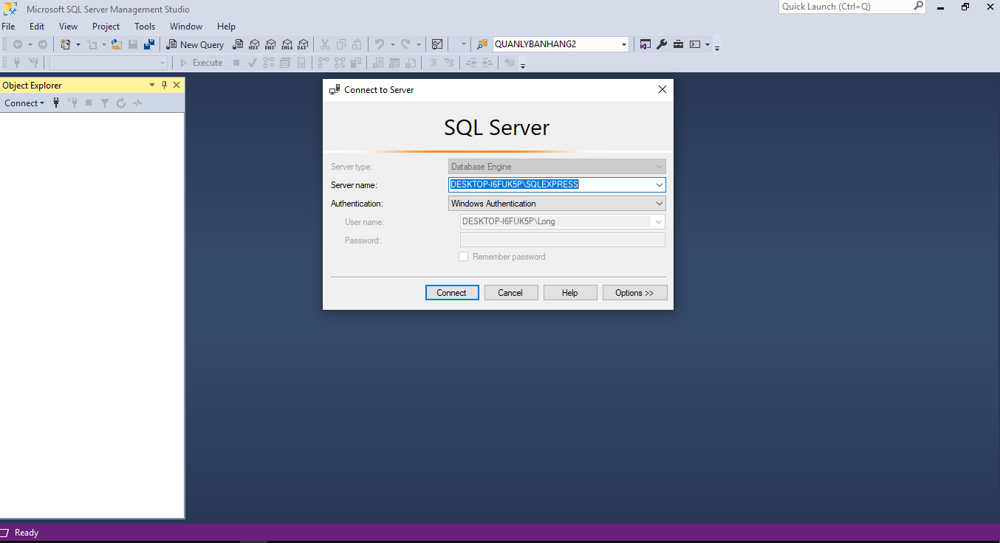 Microsoft SQL Server Management Studio
Quick Launch (Ctrl+Q)
File Edit View Project Tools Window Help
New Query MDX DMX XMLA DAX QUANLYBANHANG2
Execute
Object Explorer
Connect
Connect to Server
SQL Server
Server type: Database Engine
Server name: DESKTOP-I6FUK5P\SQLEXPRESS
Authentication: Windows Authentication
User name: DESKTOP-I6FUK5P\Long
Password:
Remember password
Connect Cancel Help Options >>
Ready